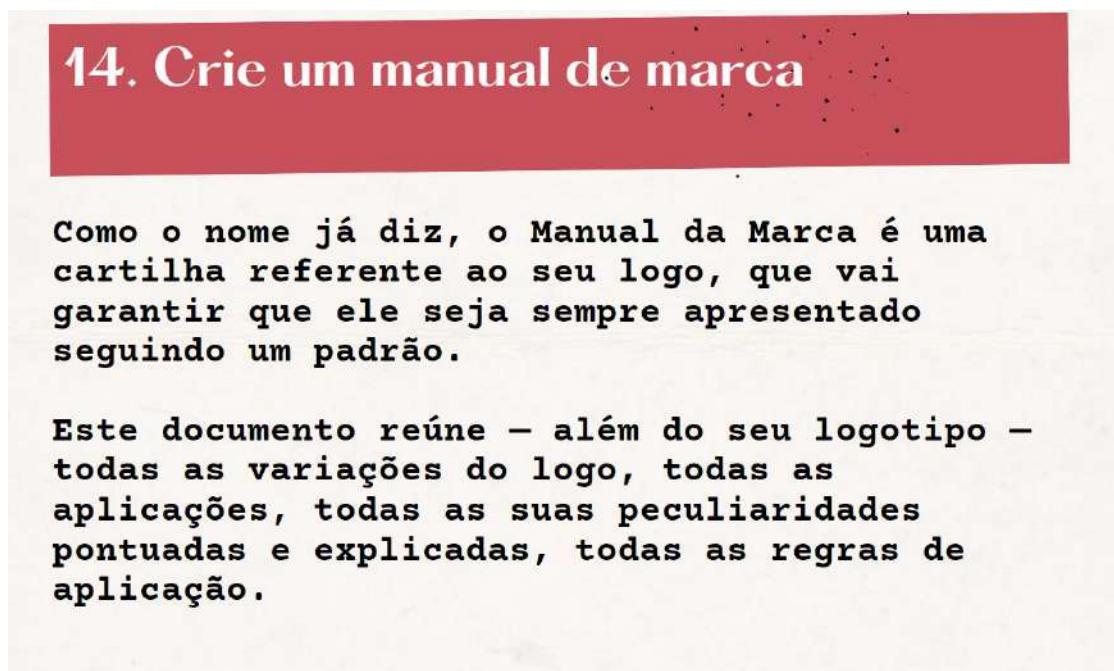 14. Crie um manual de marca
Como o nome já diz, o Manual da Marca é uma
cartilha referente ao seu logo, que vai
garantir que ele seja sempre apresentado
seguindo um padrão.
Este documento reúne — além do seu logotipo —
todas as variações do logo, todas as
aplicações, todas as suas peculiaridades
pontuadas e explicadas, todas as regras de
aplicação.